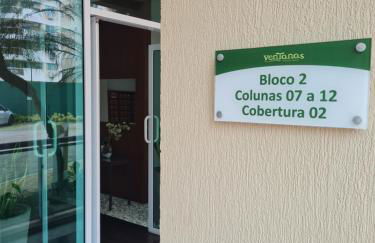 VENTANAS
Bloco 2
Colunas 07 a 12
Cobertura 02